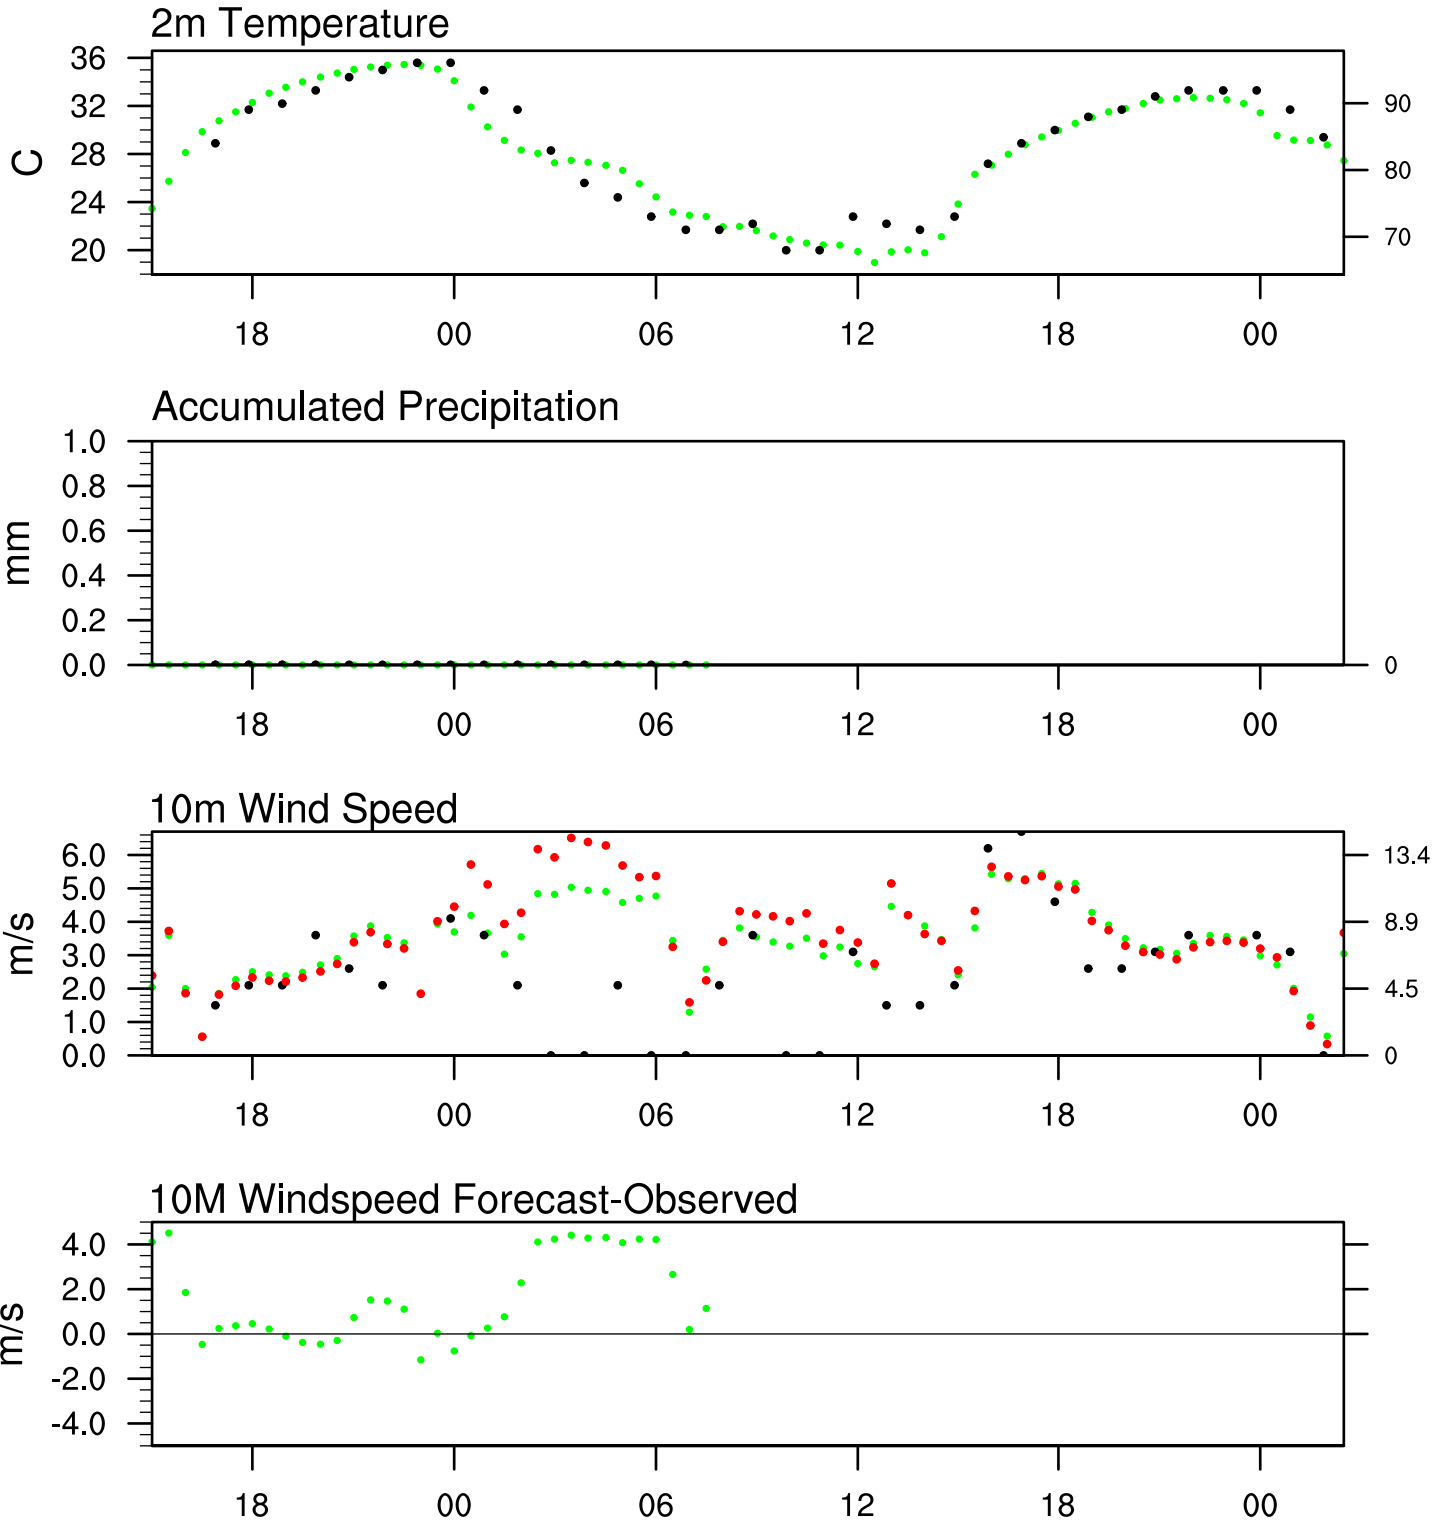 2m Temperature
36
32
28
24
20
C
90
80
70
18 00 06 12 18 00
Accumulated Precipitation
1.0
0.8
0.6
0.4
0.2
0.0
mm
0
18 00 06 12 18 00
10m Wind Speed
6.0
5.0
4.0
3.0
2.0
1.0
0.0
m/s
13.4
8.9
4.5
0
18 00 06 12 18 00
10M Windspeed Forecast-Observed
4.0
2.0
0.0
-2.0
-4.0
m/s
18 00 06 12 18 00